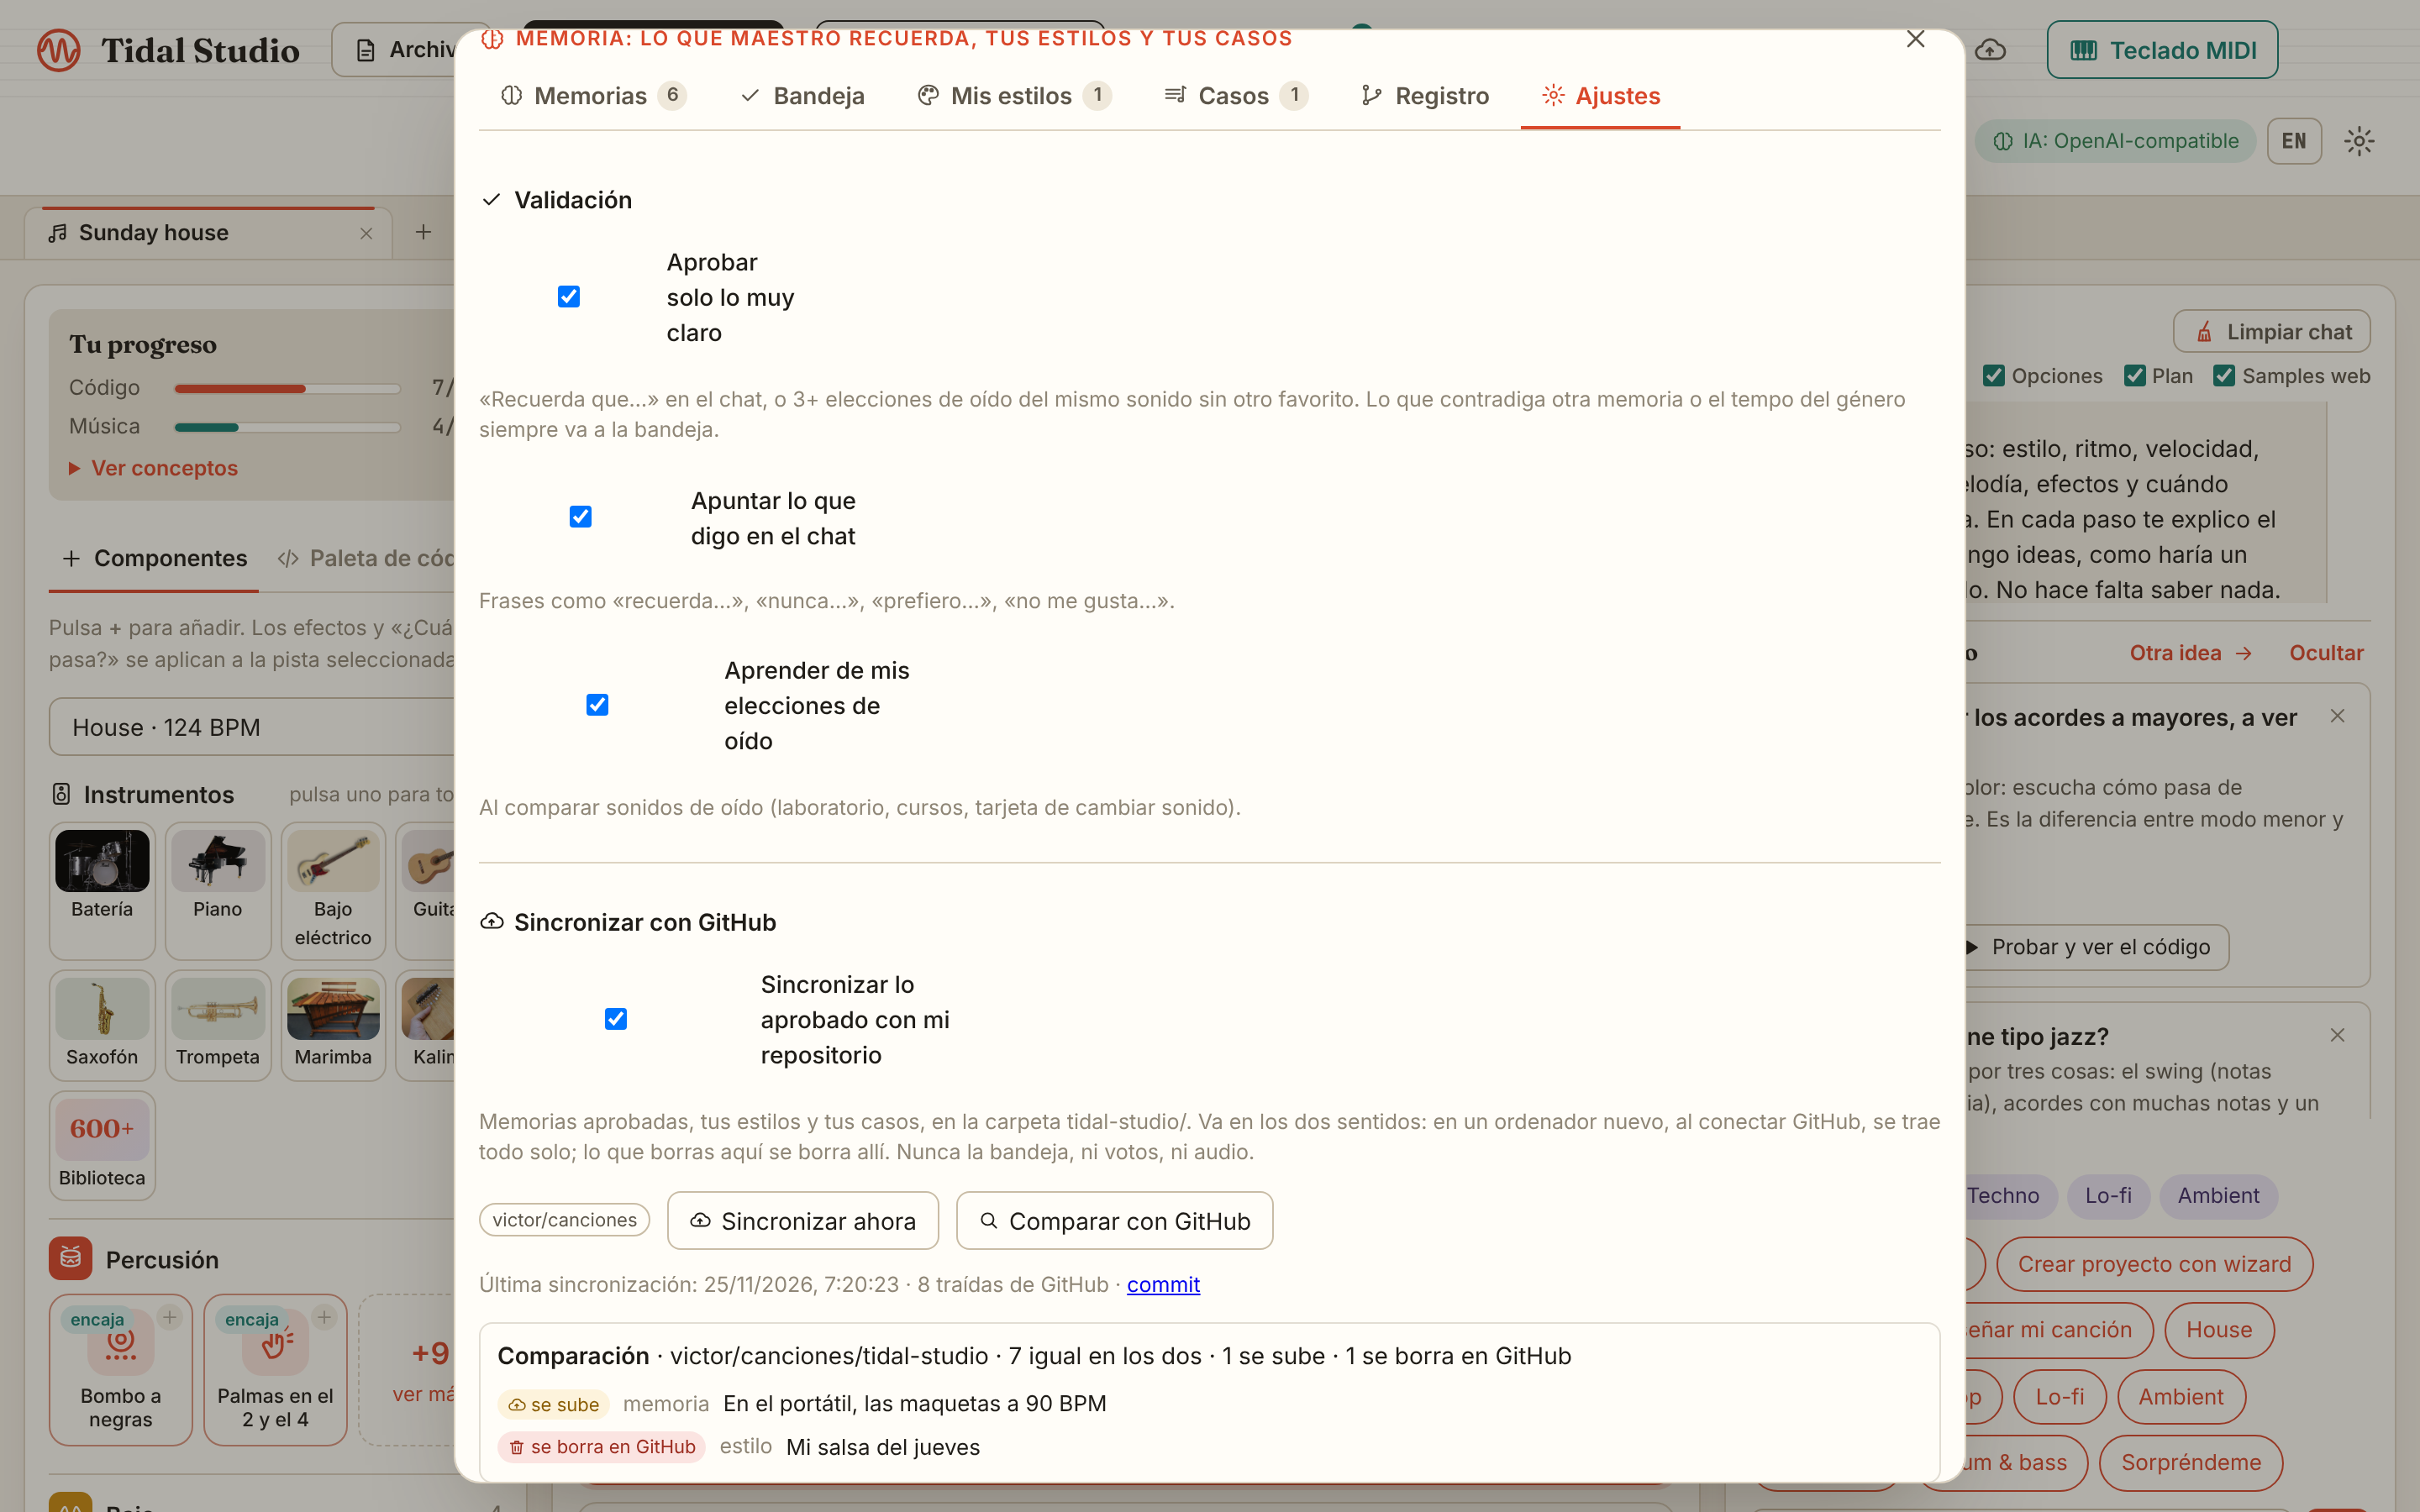 Tidal Studio
Archiv
Teclado MIDI
IA: OpenAI-compatible
EN
MEMORIA: LO QUE MAESTRO RECUERDA, TUS ESTILOS Y TUS CASOS
Memorias 6
Bandeja
Mis estilos 1
Casos 1
Registro
Ajustes
Validación
Aprobar
solo lo muy
claro
«Recuerda que...» en el chat, o 3+ elecciones de oído del mismo sonido sin otro favorito. Lo que contradiga otra memoria o el tempo del género
siempre va a la bandeja.
Apuntar lo que
digo en el chat
Frases como «recuerda...», «nunca...», «prefiero...», «no me gusta...».
Aprender de mis
elecciones de
oído
Al comparar sonidos de oído (laboratorio, cursos, tarjeta de cambiar sonido).
Sincronizar con GitHub
Sincronizar lo
aprobado con mi
repositorio
Memorias aprobadas, tus estilos y tus casos, en la carpeta tidal-studio/. Va en los dos sentidos: en un ordenador nuevo, al conectar GitHub, se trae
todo solo; lo que borras aquí se borra allí. Nunca la bandeja, ni votos, ni audio.
victor/canciones
Sincronizar ahora
Comparar con GitHub
Última sincronización: 25/11/2026, 7:20:23 · 8 traídas de GitHub · commit
Comparación · victor/canciones/tidal-studio · 7 igual en los dos · 1 se sube · 1 se borra en GitHub
se sube memoria En el portátil, las maquetas a 90 BPM
se borra en GitHub estilo Mi salsa del jueves
Sunday house
Tu progreso
Código 7/
Música 4/
Ver conceptos
Componentes
Paleta de cód
Pulsa + para añadir. Los efectos y «¿Cuá
pasa?» se aplican a la pista seleccionada
House · 124 BPM
Instrumentos
pulsa uno para to
Batería
Piano
Bajo
eléctrico
Guita
Saxofón
Trompeta
Marimba
Kalin
600+
Biblioteca
Percusión
encaja
Bombo a
negras
encaja
Palmas en el
2 y el 4
+9
ver má
4
Limpiar chat
Opciones
Plan
Samples web
so: estilo, ritmo, velocidad,
elodía, efectos y cuándo
a. En cada paso te explico el
ngo ideas, como haría un
lo. No hace falta saber nada.
o
Otra idea →
Ocultar
r los acordes a mayores, a ver
olor: escucha cómo pasa de
e. Es la diferencia entre modo menor y
Probar y ver el código
ne tipo jazz?
por tres cosas: el swing (notas
ia), acordes con muchas notas y un
Techno
Lo-fi
Ambient
Crear proyecto con wizard
eñar mi canción
House
op
Lo-fi
Ambient
um & bass
Sorpréndeme